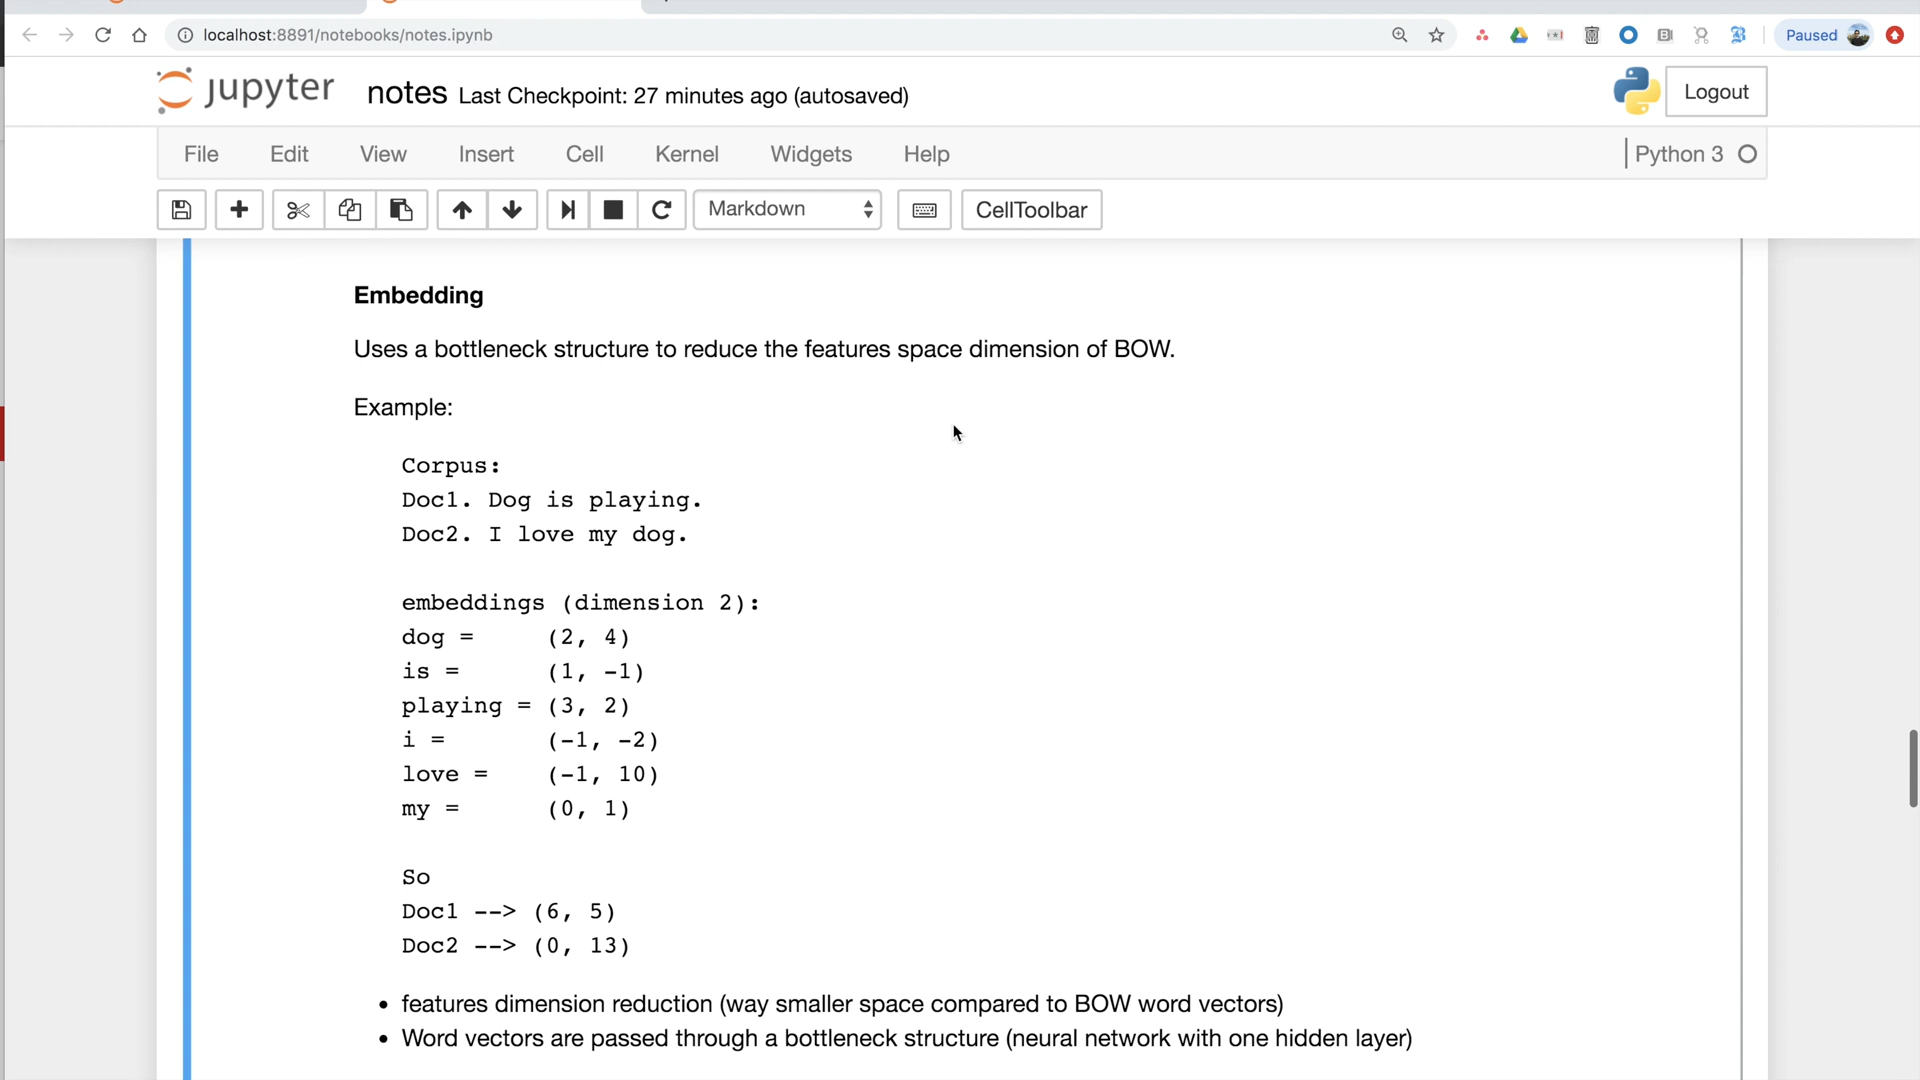 localhost:8891/notebooks/notes.ipynb
Paused
jupyter notes Last Checkpoint: 27 minutes ago (autosaved)
Logout
File Edit View Insert Cell Kernel Widgets Help
Python 3
Markdown
CellToolbar
Embedding
Uses a bottleneck structure to reduce the features space dimension of BOW.
Example:
Corpus:
Doc1. Dog is playing.
Doc2. I love my dog.
embeddings (dimension 2):
dog = (2, 4)
is = (1, -1)
playing = (3, 2)
i = (-1, -2)
love = (-1, 10)
my = (0, 1)
So
Doc1 --> (6, 5)
Doc2 --> (0, 13)
• features dimension reduction (way smaller space compared to BOW word vectors)
• Word vectors are passed through a bottleneck structure (neural network with one hidden layer)